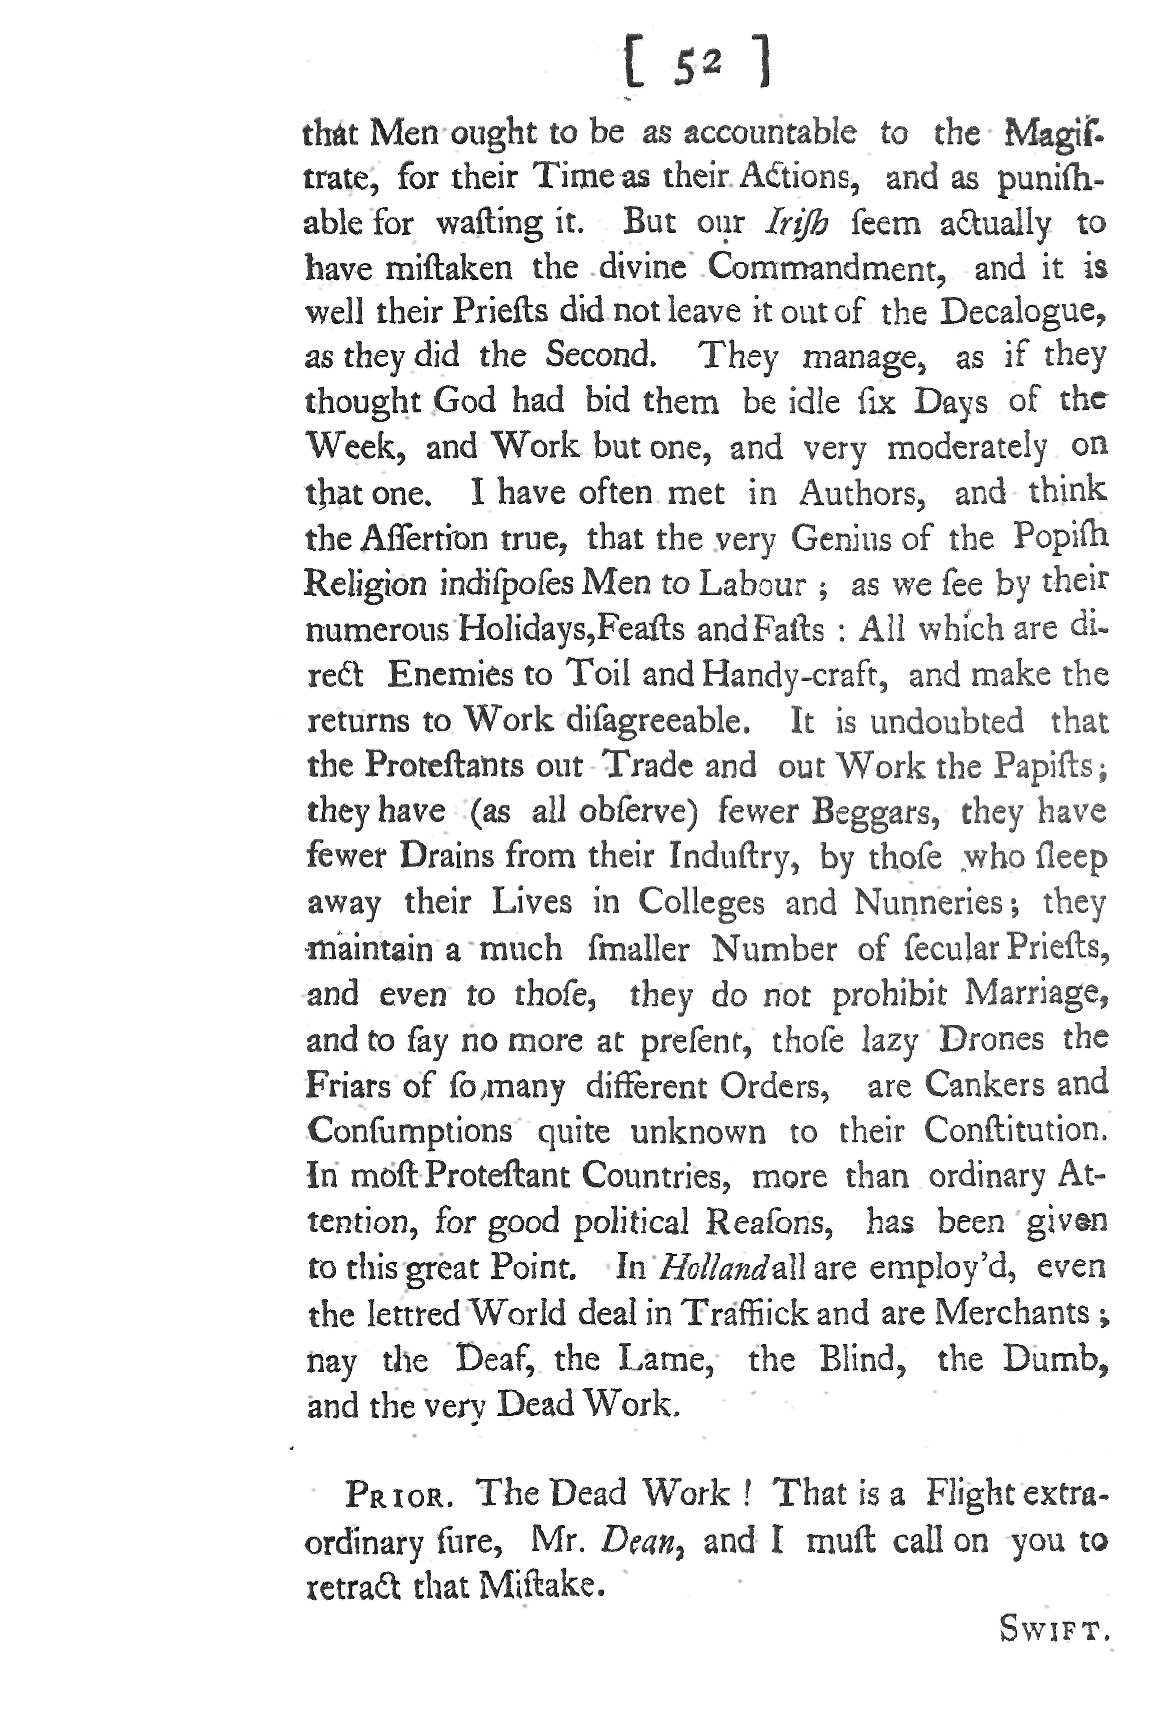 [ 52 ]
that Men ought to be as accountable to the Magiſ-
trate, for their Time as their Actions, and as puniſh-
able for waſting it. But our Iriſh ſeem actually to
have miſtaken the divine Commandment, and it is
well their Prieſts did not leave it out of the Decalogue,
as they did the Second. They manage, as if they
thought God had bid them be idle ſix Days of the
Week, and Work but one, and very moderately on
that one. I have often met in Authors, and think
the Aſſertion true, that the very Genius of the Popiſh
Religion indiſpoſes Men to Labour ; as we ſee by their
numerous Holidays, Feaſts and Faſts : All which are di-
rect Enemies to Toil and Handy-craft, and make the
returns to Work diſagreeable. It is undoubted that
the Proteſtants out Trade and out Work the Papiſts;
they have (as all obſerve) fewer Beggars, they have
fewer Drains from their Induſtry, by thoſe who ſleep
away their Lives in Colleges and Nunneries; they
maintain a much ſmaller Number of ſecular Prieſts,
and even to thoſe, they do not prohibit Marriage,
and to ſay no more at preſent, thoſe lazy Drones the
Friars of ſo many different Orders, are Cankers and
Conſumptions quite unknown to their Conſtitution.
In moſt Proteſtant Countries, more than ordinary At-
tention, for good political Reaſons, has been given
to this great Point. In Holland all are employ'd, even
the lettred World deal in Traffiick and are Merchants ;
nay the Deaf, the Lame, the Blind, the Dumb,
and the very Dead Work.
PRIOR. The Dead Work ! That is a Flight extra-
ordinary ſure, Mr. Dean, and I muſt call on you to
retract that Miſtake.
SWIFT.